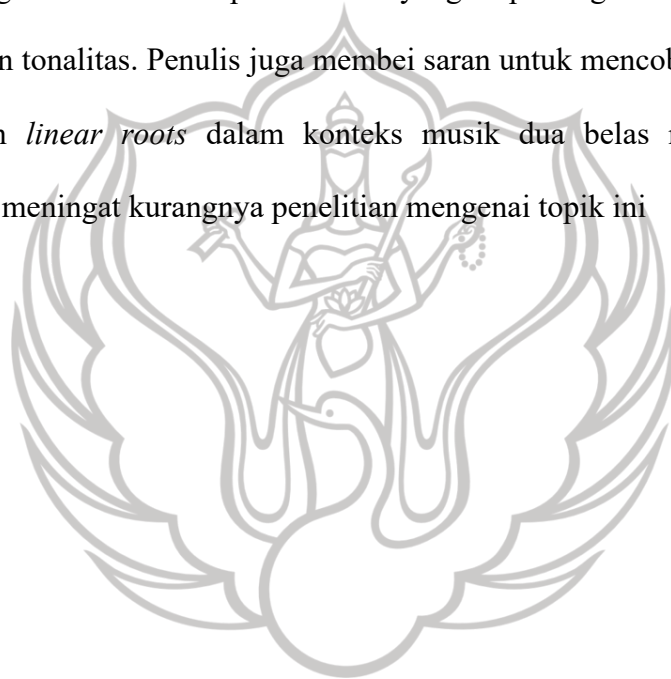 n tonalitas. Penulis juga membei saran untuk mencob
n linear roots dalam konteks musik dua belas
meningat kurangnya penelitian mengenai topik ini